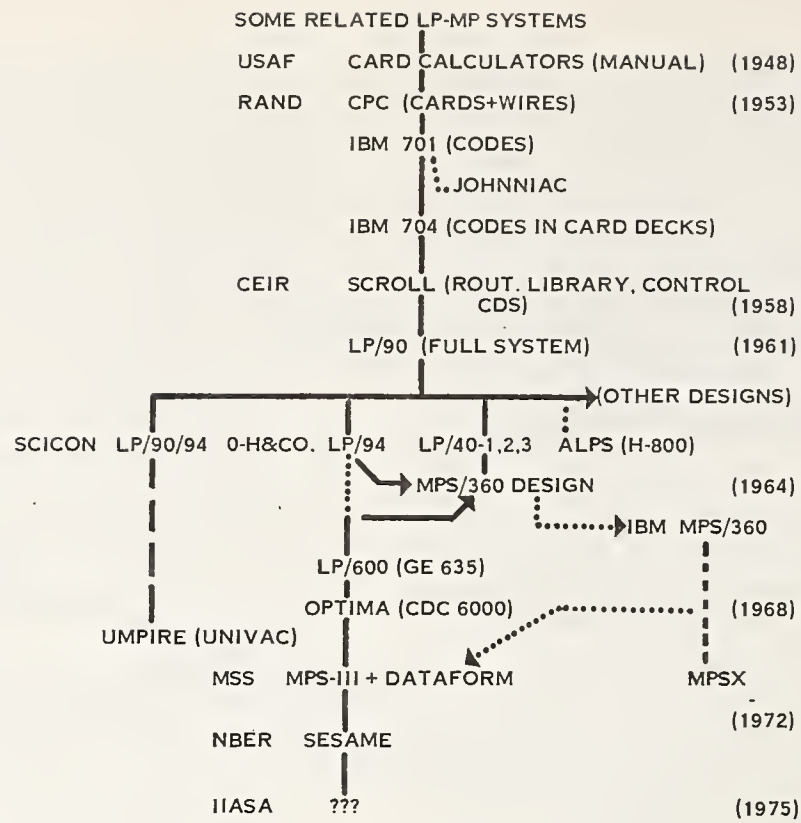 SOME RELATED LP-MP SYSTEMS
USAF CARD CALCULATORS (MANUAL) (1948)
RAND CPC (CARDS+WIRES) (1953)
IBM 701 (CODES)
JOHNNIAC
IBM 704 (CODES IN CARD DECKS)
CEIR SCROLL (ROUT. LIBRARY, CONTROL
CDS) (1958)
LP/90 (FULL SYSTEM) (1961)
(OTHER DESIGNS)
SCICON LP/90/94 0-H&CO. LP/94 LP/40-1,2,3 ALPS (H-800)
MPS/360 DESIGN (1964)
IBM MPS/360
LP/600 (GE 635)
OPTIMA (CDC 6000) (1968)
UMPIRE (UNIVAC)
MSS MPS-III + DATAFORM MPSX
(1972)
NBER SESAME
IIASA ??? (1975)